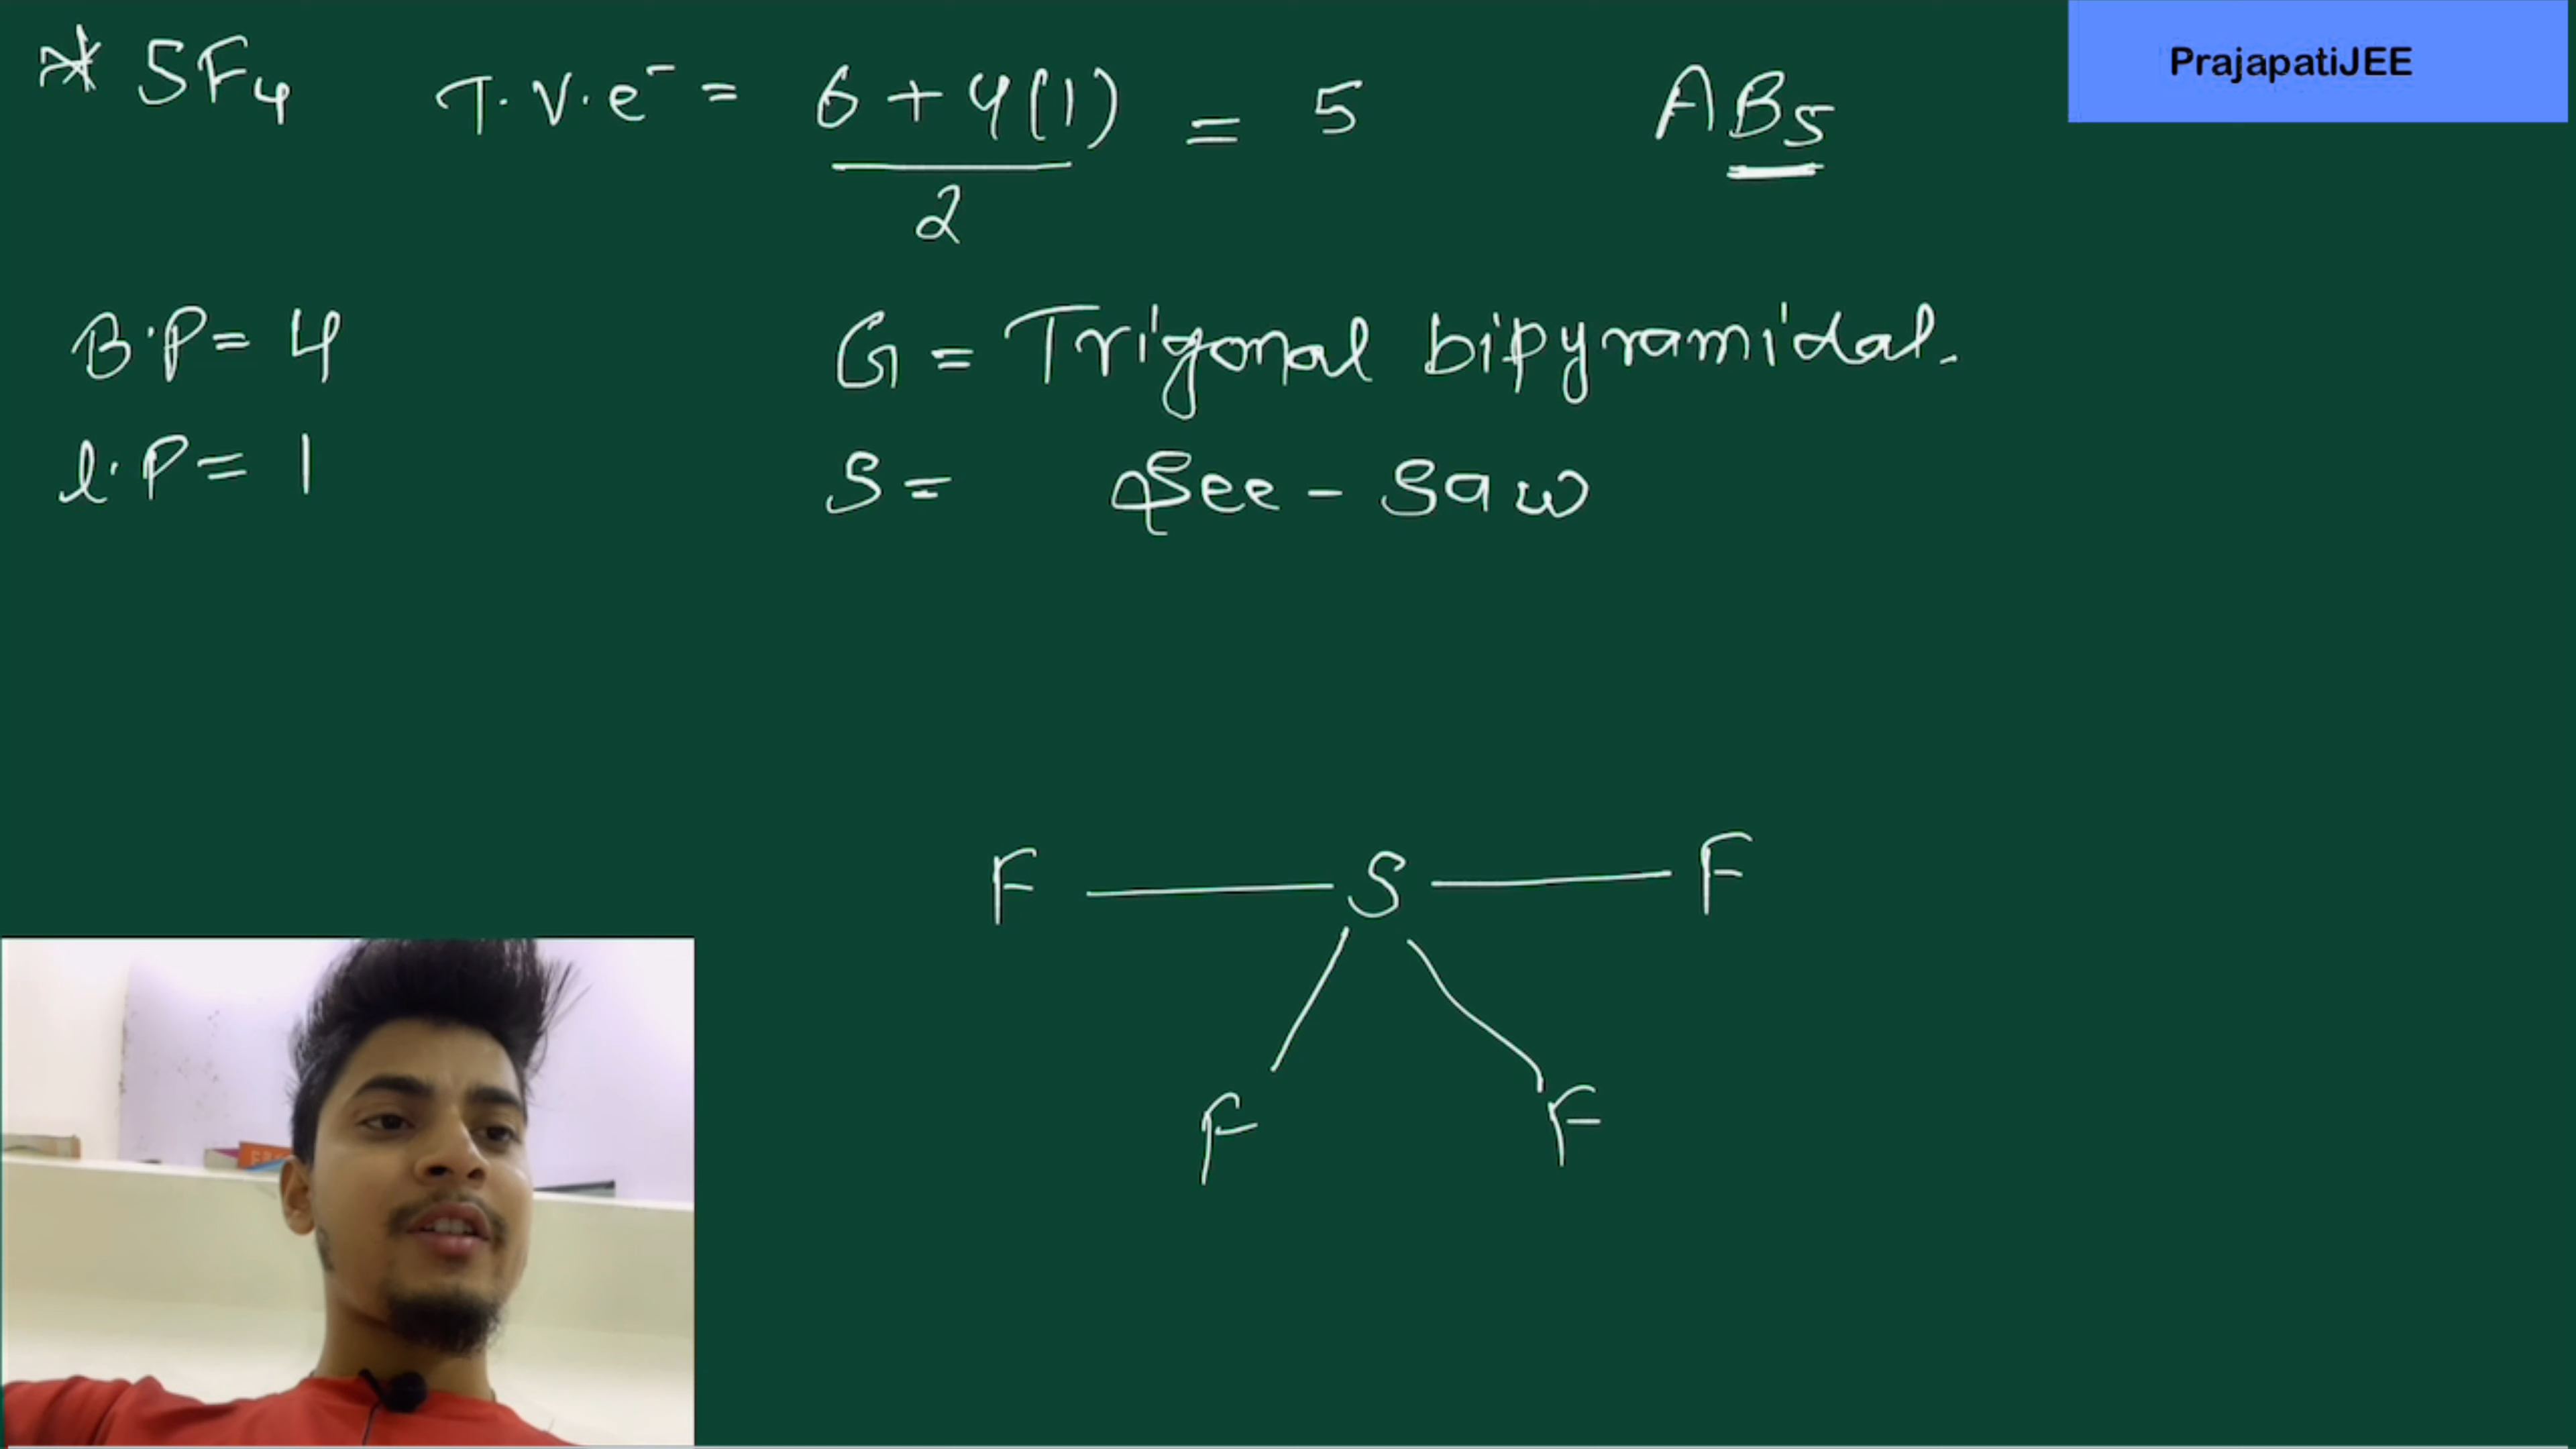 PrajapatiJEE
* SF₄ T.V.e⁻ = 6+4(1) = 5 AB₅
2
B.P= 4 G = Trigonal bipyramidal.
l.P= 1 S = See-saw
F — S — F
F F